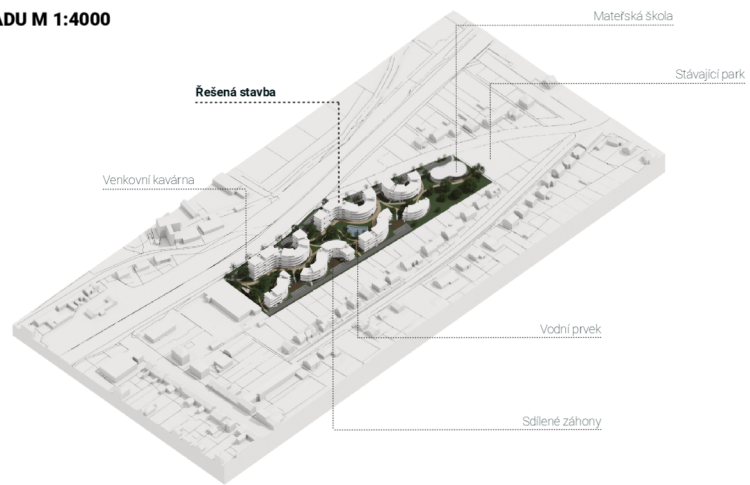 ADU M 1:4000
Mateřská škola
Stávající park
Řešená stavba
Venkovní kavárna
Vodní prvek
Sdílené záhony